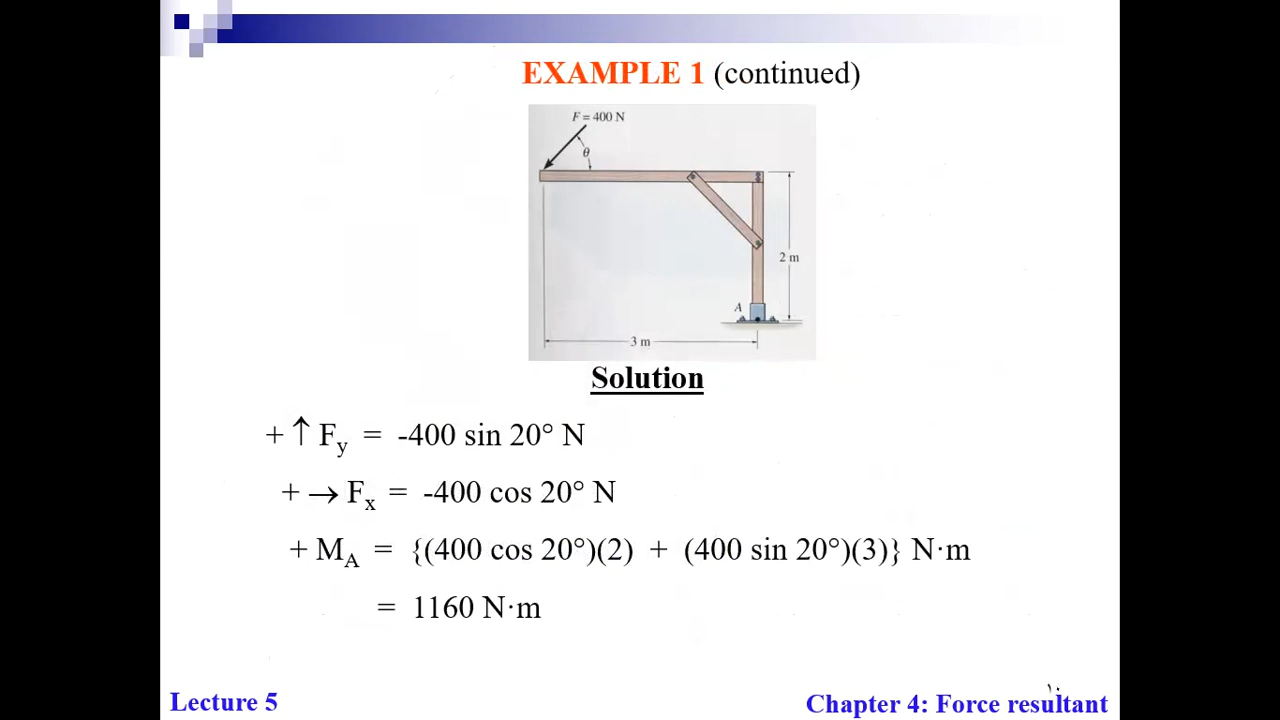 EXAMPLE 1 (continued)
F = 400 N
θ
2 m
A
3 m
Solution
+ ↑ Fy = -400 sin 20° N
+ → Fx = -400 cos 20° N
+ MA = {(400 cos 20°)(2) + (400 sin 20°)(3)} N·m
= 1160 N·m
١٠
Lecture 5
Chapter 4: Force resultant